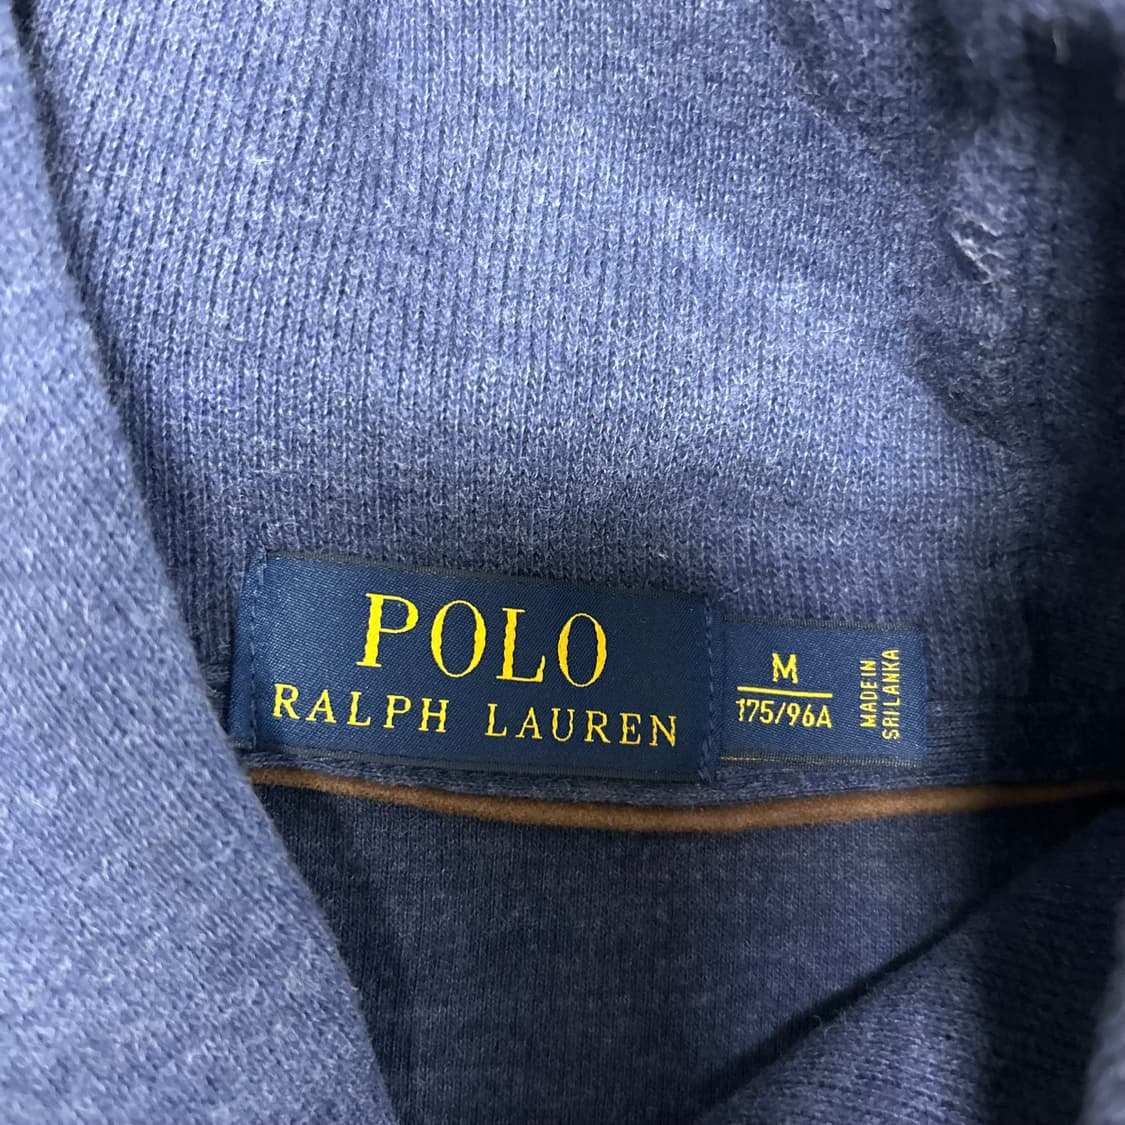 POLO
RALPH LAUREN
M
175/96A
MADE IN
SRI LANKA